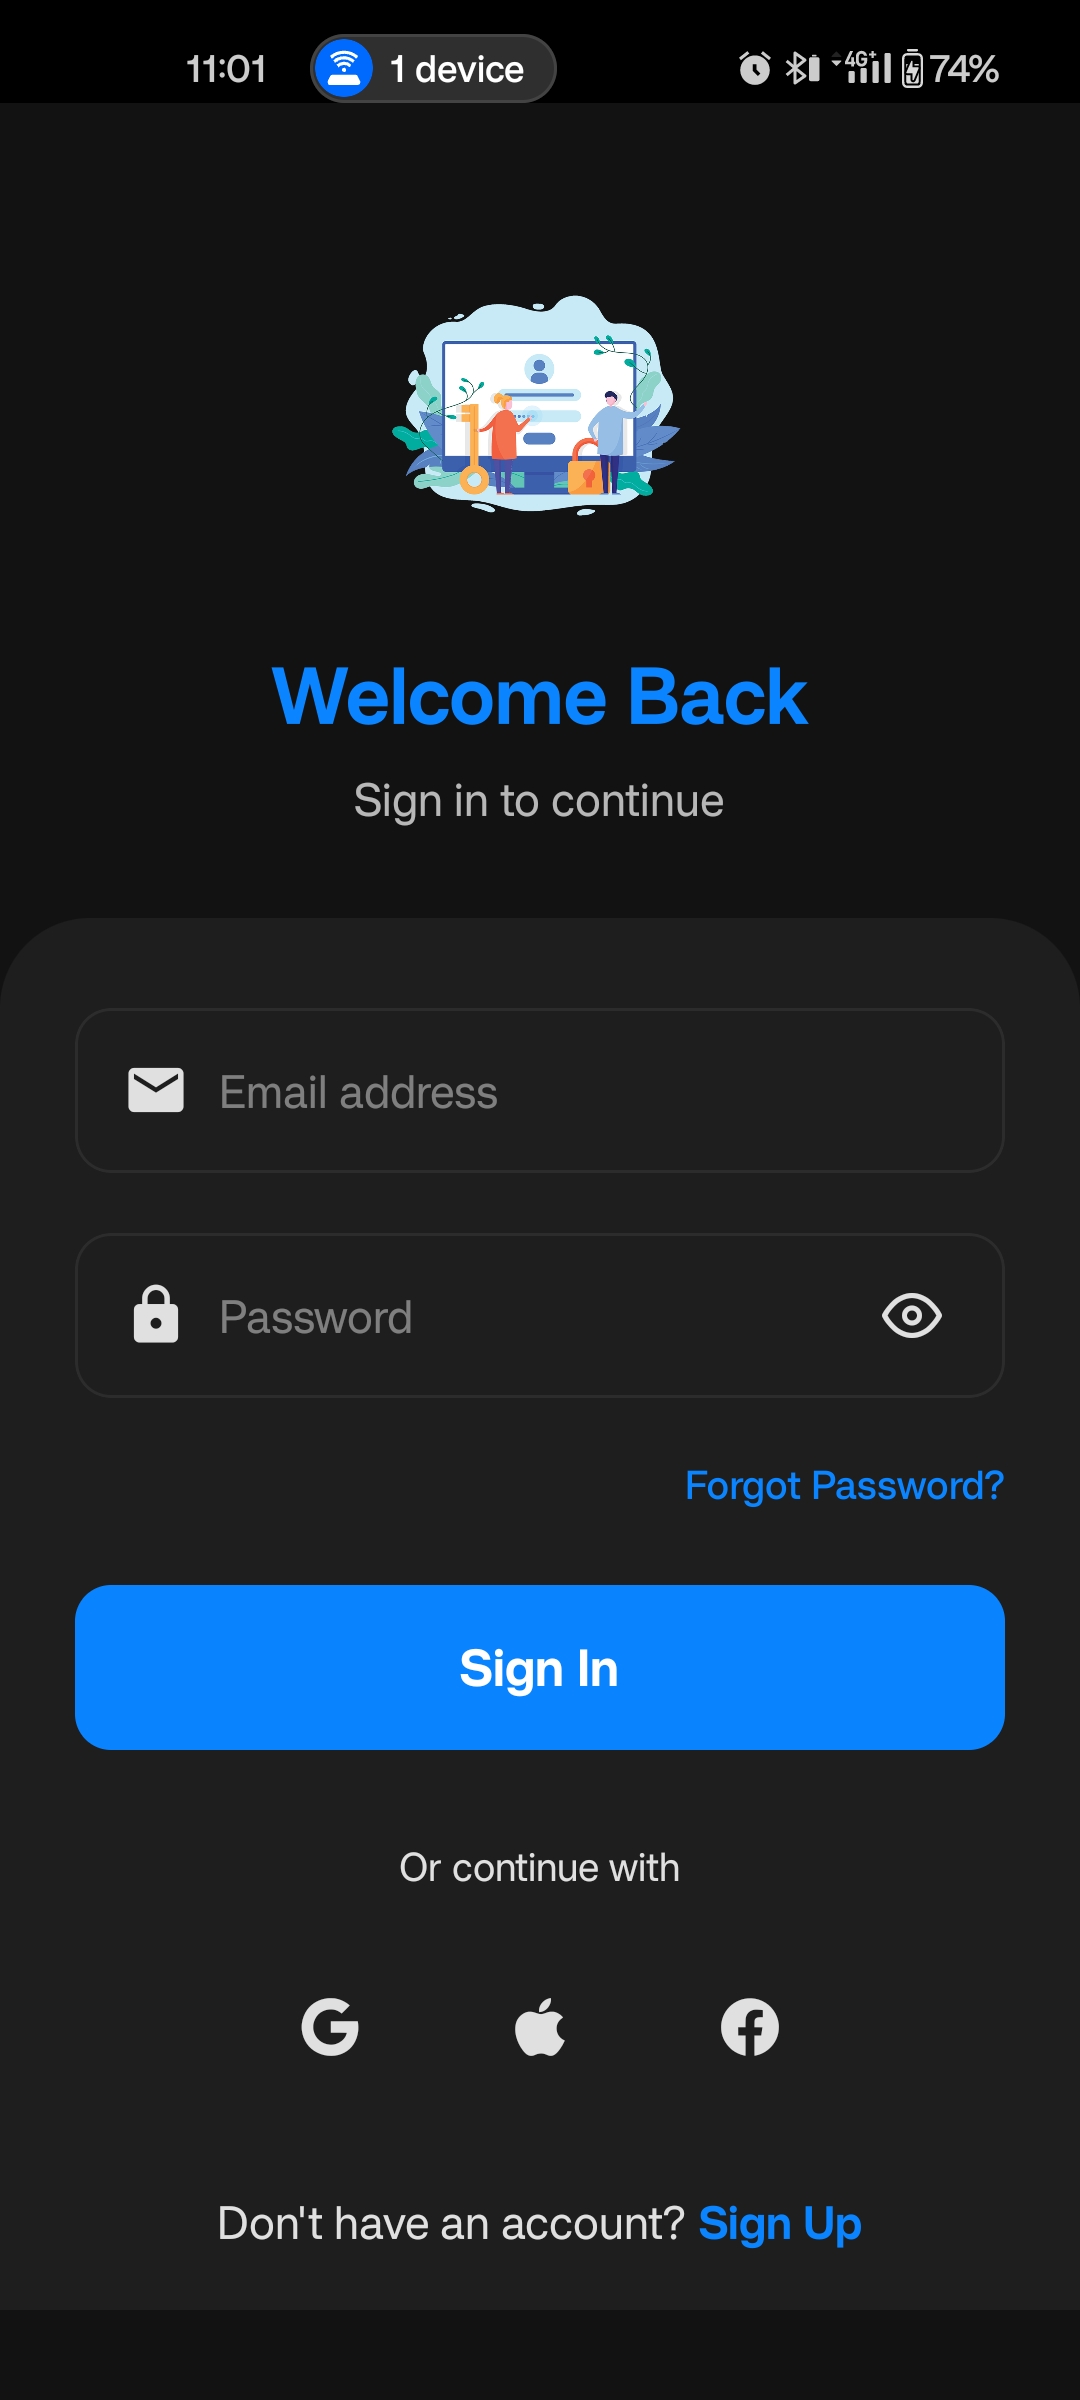 11:01 1 device 4G+ 74%
Welcome Back
Sign in to continue
Email address
Password
Forgot Password?
Sign In
Or continue with
Don't have an account? Sign Up